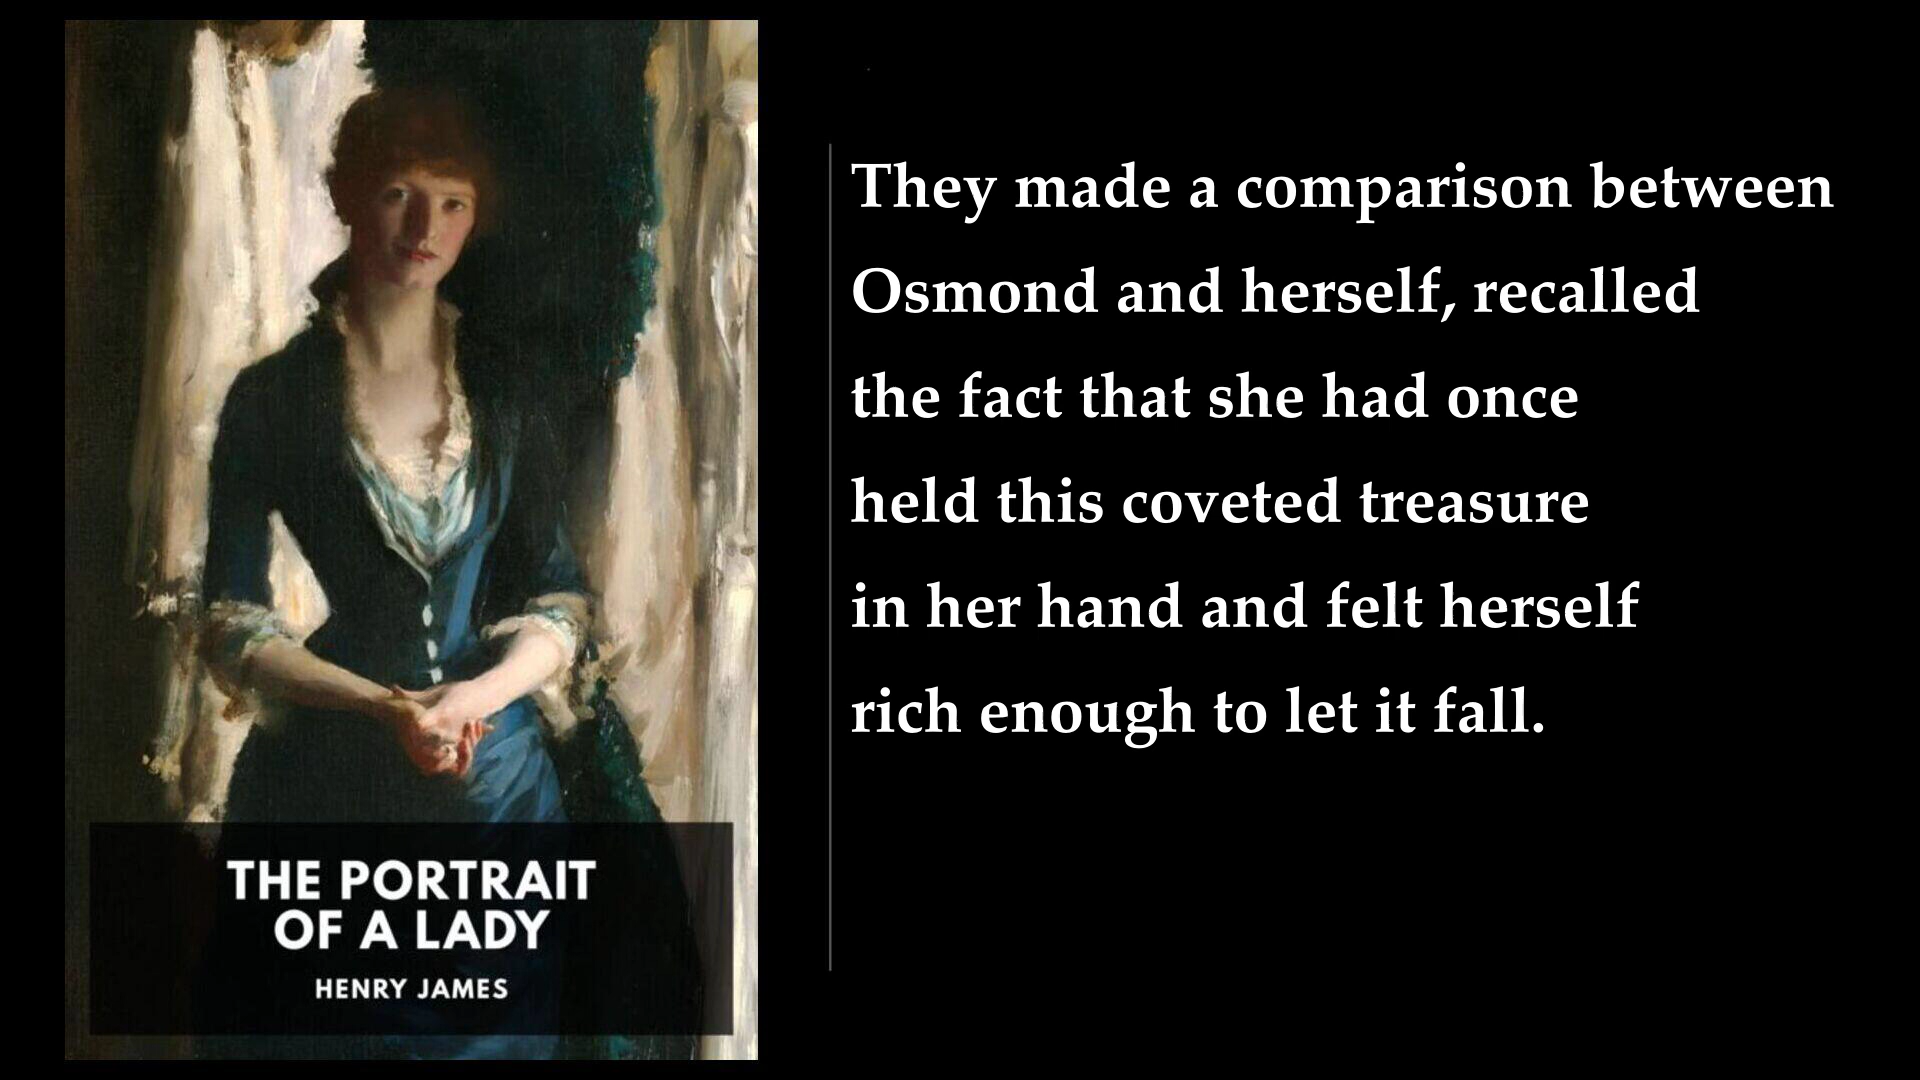 THE PORTRAIT
OF A LADY
HENRY JAMES
They made a comparison between
Osmond and herself, recalled
the fact that she had once
held this coveted treasure
in her hand and felt herself
rich enough to let it fall.